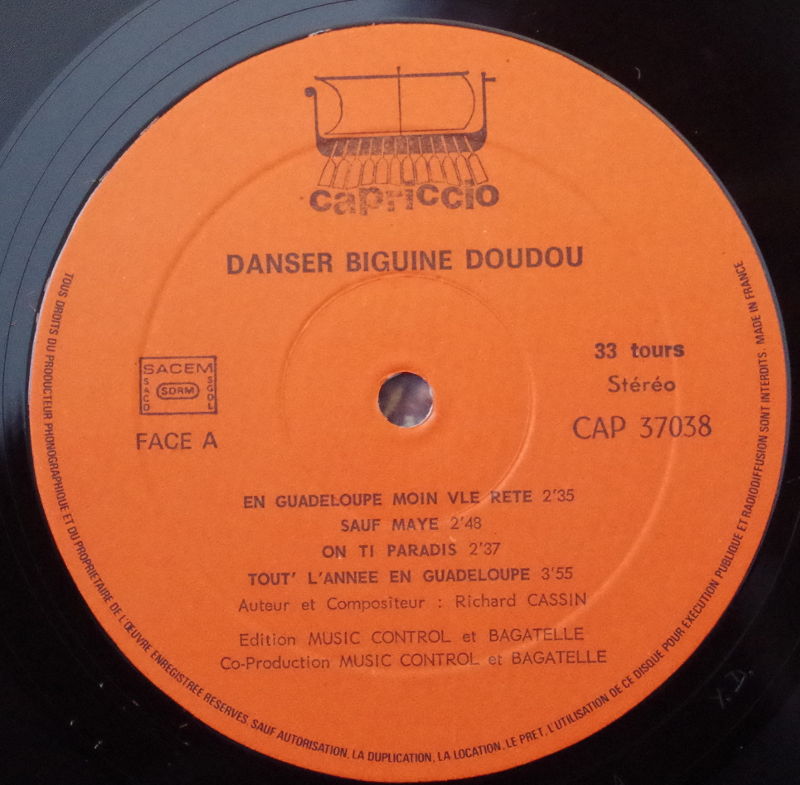 capriccio
DANSER BIGUINE DOUDOU
33 tours
Stéréo
CAP 37038
SACEM
SACD
SDRM
SGDL
FACE A
EN GUADELOUPE MOIN VLE RETE 2'35
SAUF MAYE 2'48
ON TI PARADIS 2'37
TOUT' L'ANNEE EN GUADELOUPE 3'55
Auteur et Compositeur : Richard CASSIN
Edition MUSIC CONTROL et BAGATELLE
Co-Production MUSIC CONTROL et BAGATELLE
TOUS DROITS DU PRODUCTEUR PHONOGRAPHIQUE ET DU PROPRIETAIRE DE L'ŒUVRE ENREGISTREE RESERVES. SAUF AUTORISATION, LA DUPLICATION, LA LOCATION, LE PRET, L'UTILISATION DE CE DISQUE POUR EXECUTION PUBLIQUE ET RADIODIFFUSION SONT INTERDITS. MADE IN FRANCE